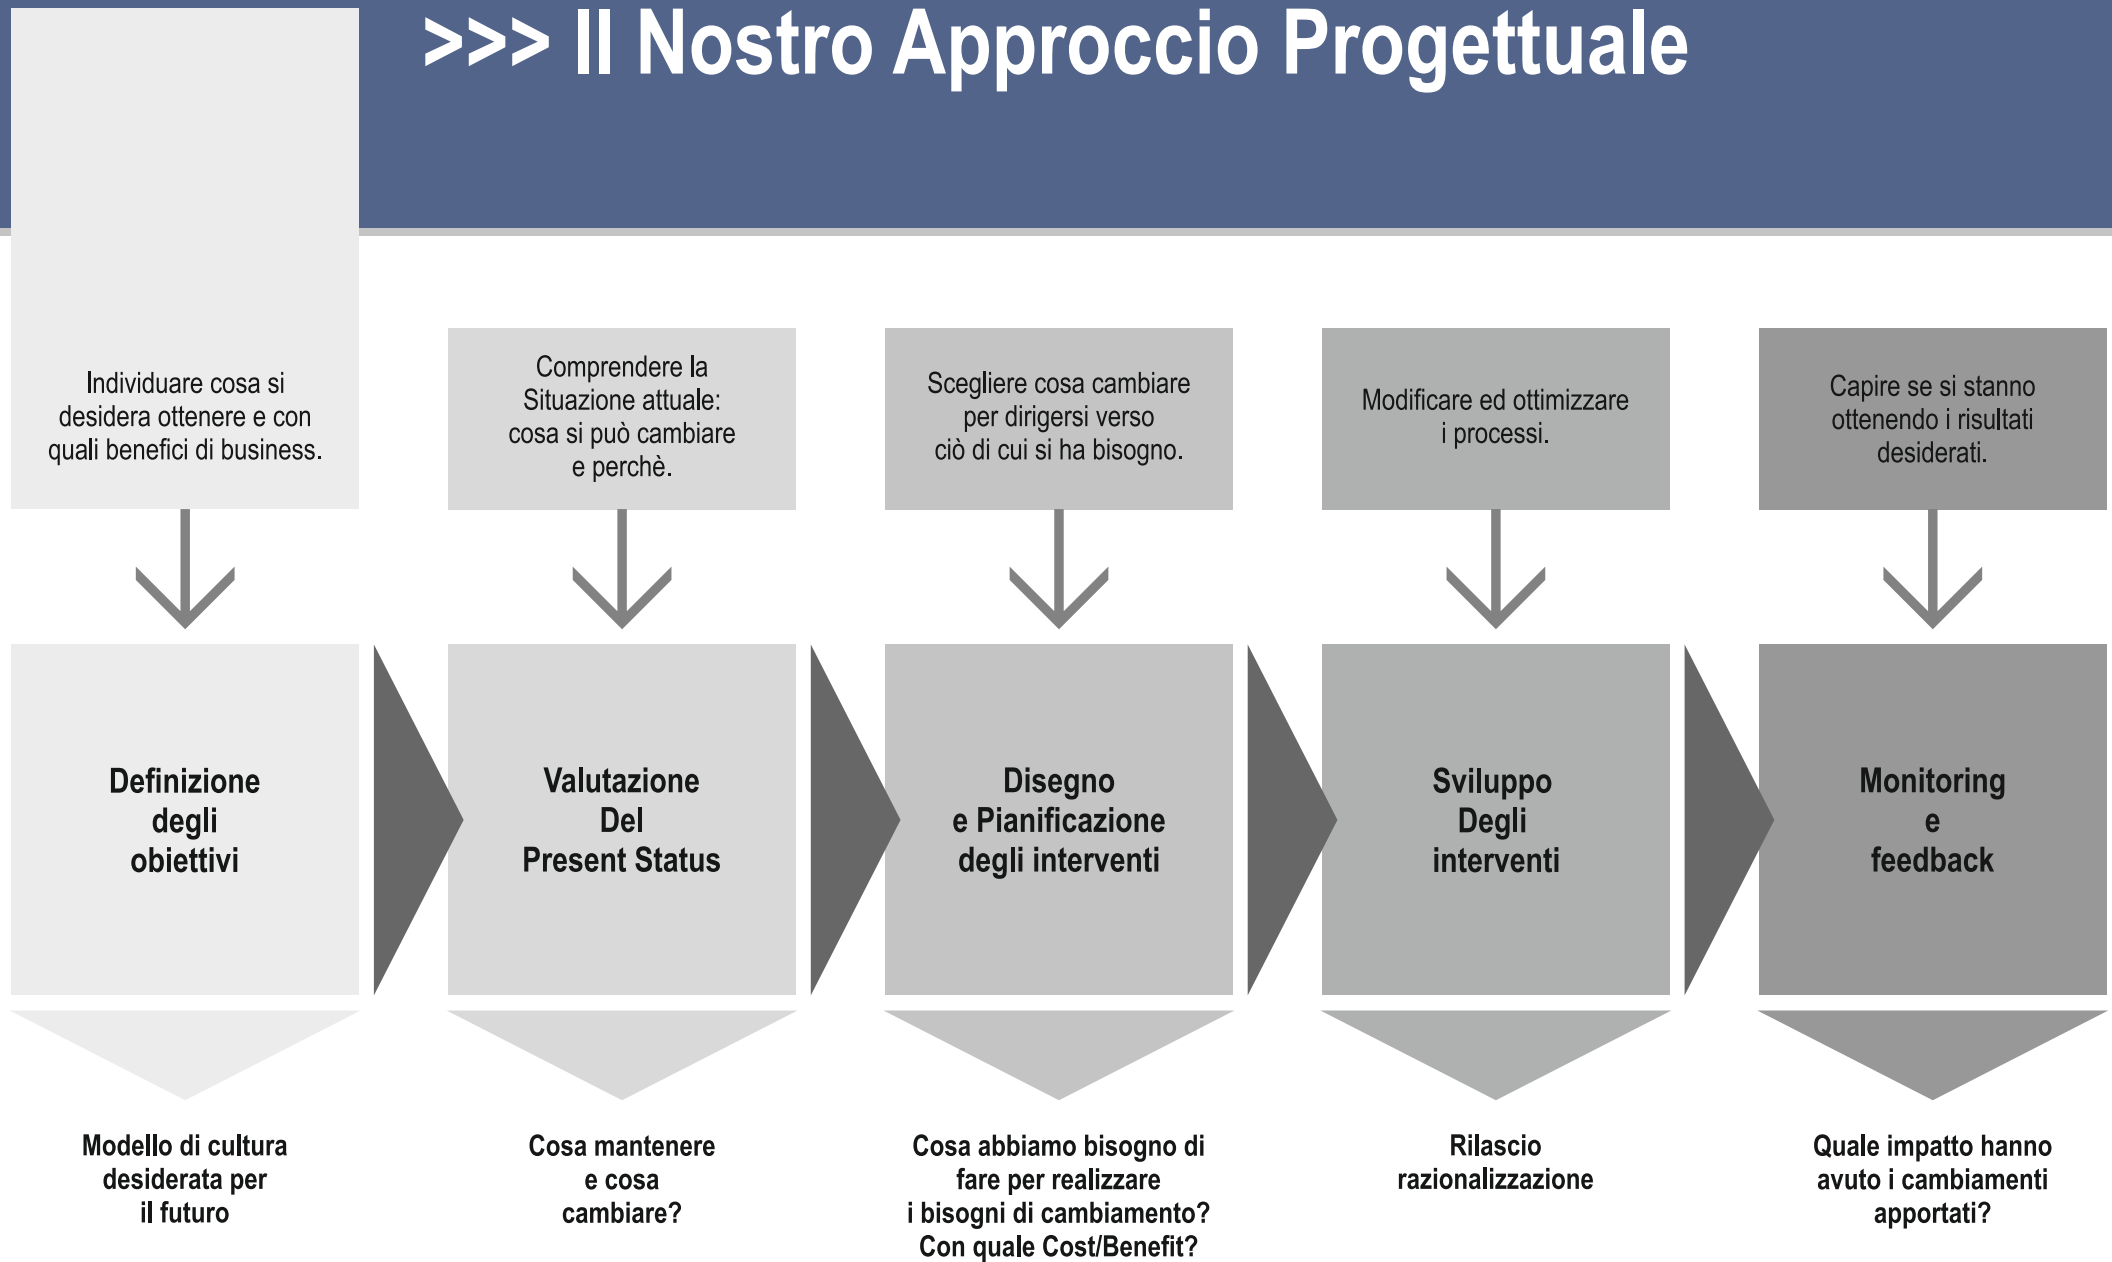 >>> Il Nostro Approccio Progettuale
Individuare cosa si
desidera ottenere e con
quali benefici di business.
Comprendere la
Situazione attuale:
cosa si può cambiare
e perchè.
Scegliere cosa cambiare
per dirigersi verso
ciò di cui si ha bisogno.
Modificare ed ottimizzare
i processi.
Capire se si stanno
ottenendo i risultati
desiderati.
Definizione
degli
obiettivi
Valutazione
Del
Present Status
Disegno
e Pianificazione
degli interventi
Sviluppo
Degli
interventi
Monitoring
e
feedback
Modello di cultura
desiderata per
il futuro
Cosa mantenere
e cosa
cambiare?
Cosa abbiamo bisogno di
fare per realizzare
i bisogni di cambiamento?
Con quale Cost/Benefit?
Rilascio
razionalizzazione
Quale impatto hanno
avuto i cambiamenti
apportati?